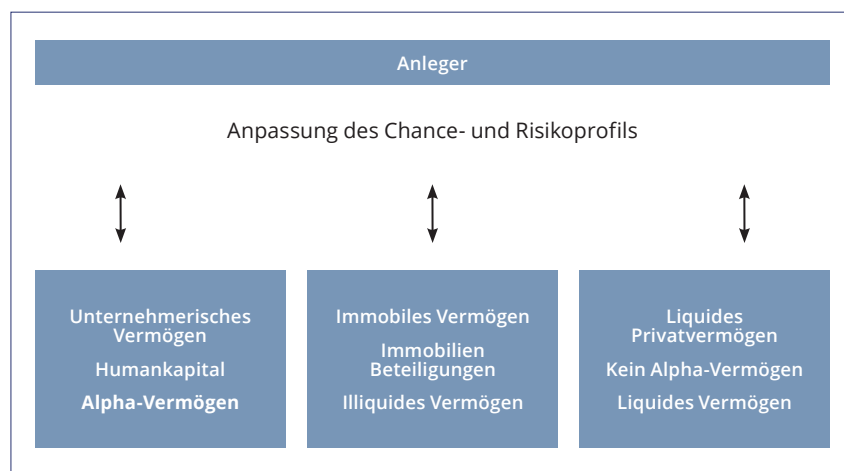 Anleger
Anpassung des Chance- und Risikoprofils
Unternehmerisches
Vermögen
Humankapital
Alpha-Vermögen
Immobiles Vermögen
Immobilien
Beteiligungen
Illiquides Vermögen
Liquides
Privatvermögen
Kein Alpha-Vermögen
Liquides Vermögen